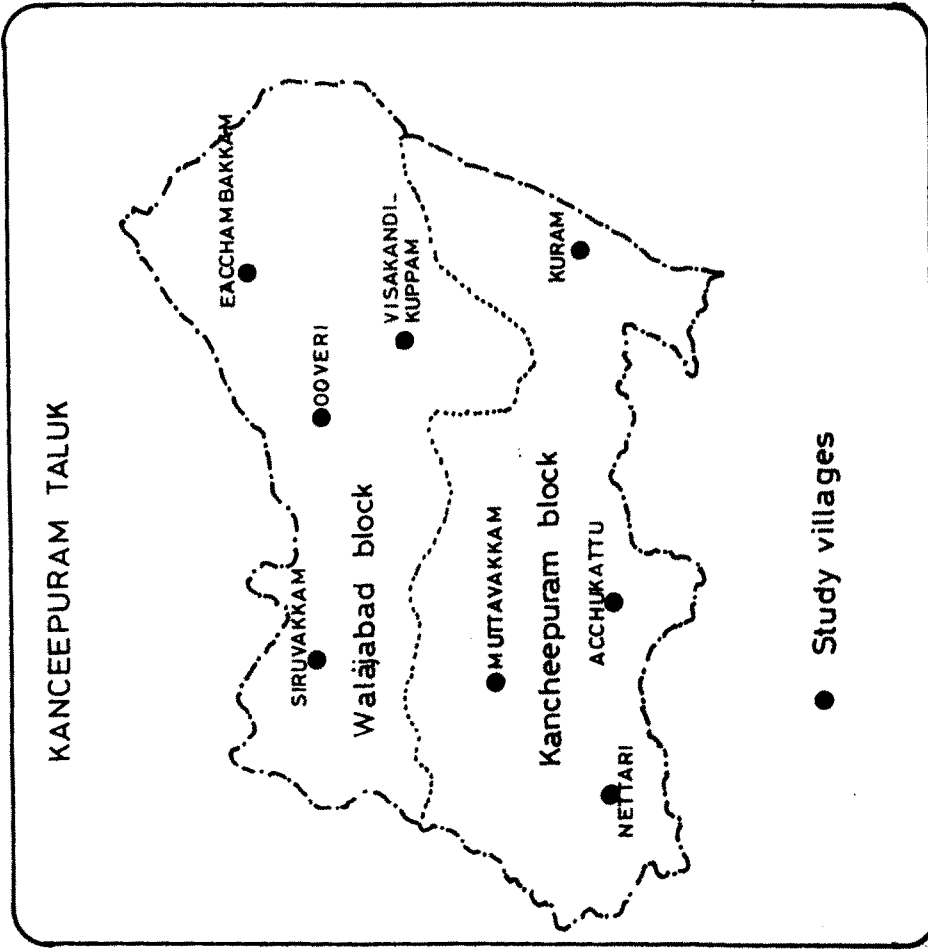 KANCEEPURAM TALUK
EACCHAMBAKKAM
SIRUVAKKAM
OOVERI
Walajabad block
VISAKANDI-
KUPPAM
MUTTAVAKKAM
Kancheepuram block
KURAM
ACCHUKATTU
NETTARI
Study villages